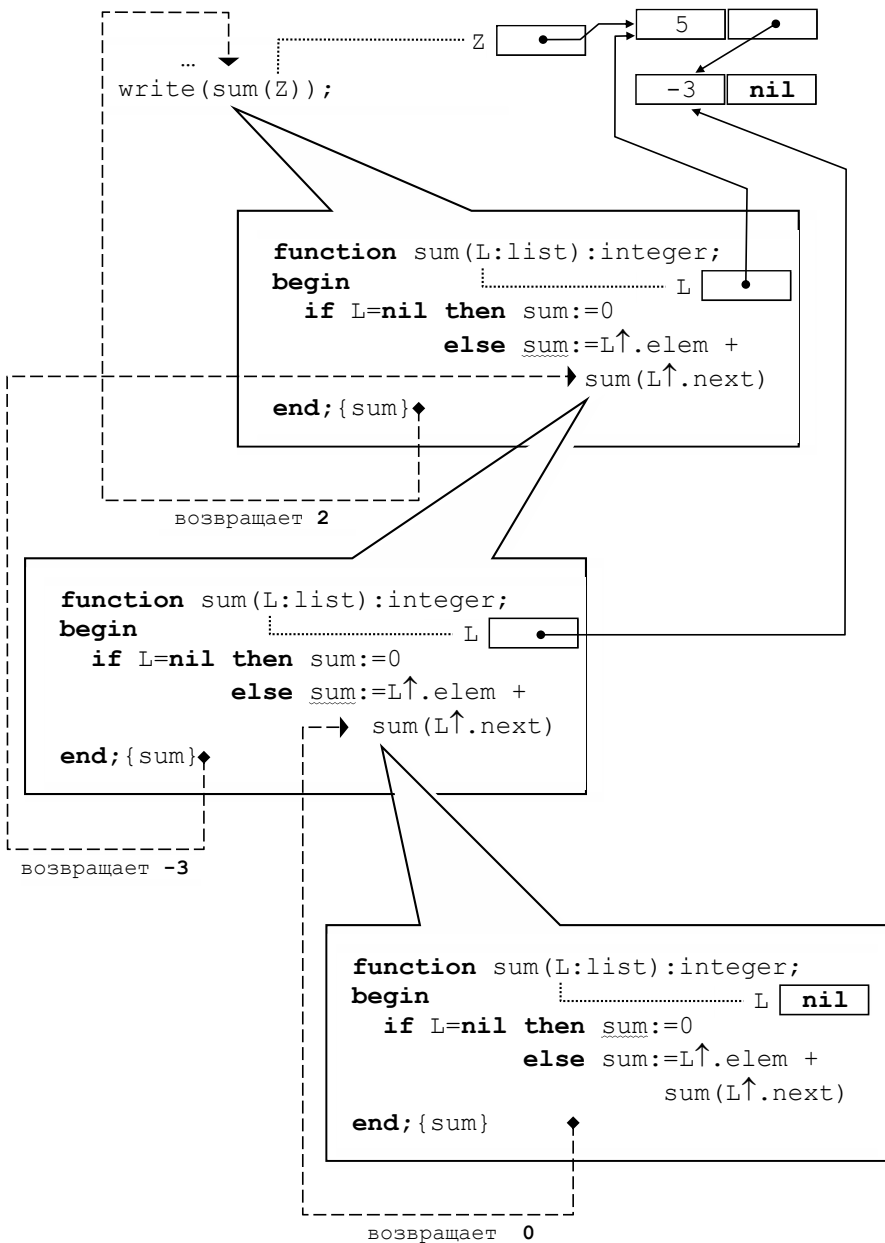 Z 5
…
write(sum(Z)); -3 nil
function sum(L:list):integer;
begin L
if L=nil then sum:=0
else sum:=L↑.elem +
sum(L↑.next)
end;{sum}
возвращает 2
function sum(L:list):integer;
begin L
if L=nil then sum:=0
else sum:=L↑.elem +
sum(L↑.next)
end;{sum}
возвращает -3
function sum(L:list):integer;
begin L nil
if L=nil then sum:=0
else sum:=L↑.elem +
sum(L↑.next)
end;{sum}
возвращает 0